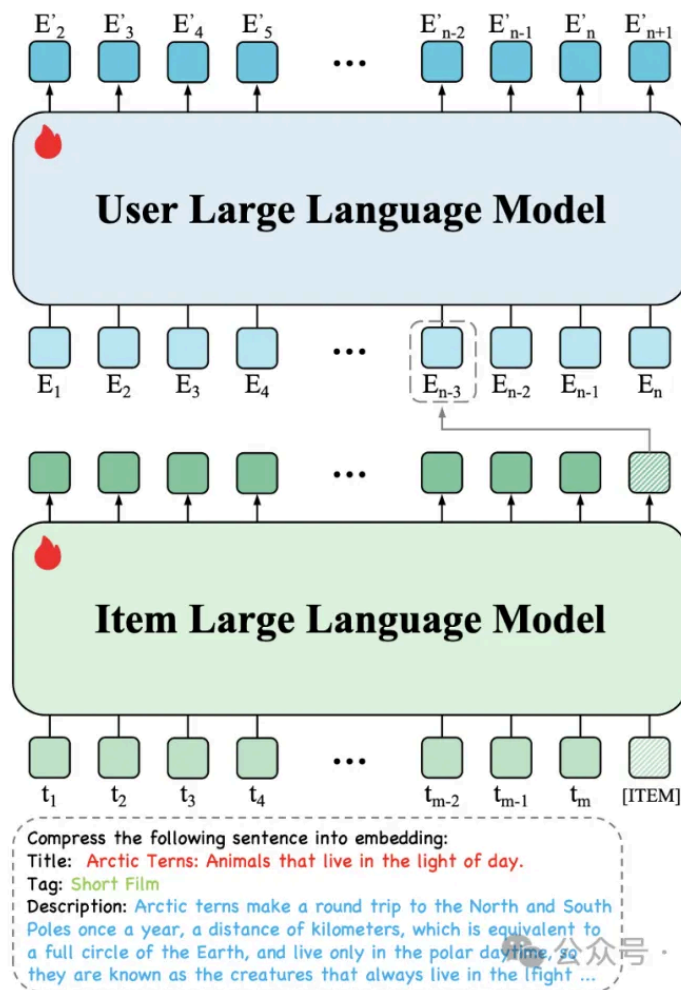 E'2 E'3 E'4 E'5 ... E'n-2 E'n-1 E'n E'n+1
User Large Language Model
E1 E2 E3 E4 ... En-3 En-2 En-1 En
...
Item Large Language Model
t1 t2 t3 t4 ... tm-2 tm-1 tm [ITEM]
Compress the following sentence into embedding:
Title: Arctic Terns: Animals that live in the light of day.
Tag: Short Film
Description: Arctic terns make a round trip to the North and South
Poles once a year, a distance of kilometers, which is equivalent to
a full circle of the Earth, and live only in the polar daytime, so
they are known as the creatures that always live in the lfight ...
公众号 ·